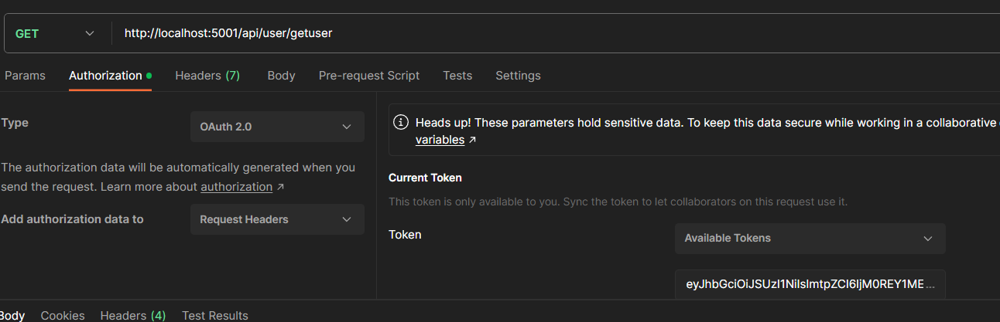 GET http://localhost:5001/api/user/getuser
Params Authorization Headers (7) Body Pre-request Script Tests Settings
Type OAuth 2.0
The authorization data will be automatically generated when you
send the request. Learn more about authorization ↗
Add authorization data to Request Headers
Heads up! These parameters hold sensitive data. To keep this data secure while working in a collaborative
variables ↗
Current Token
This token is only available to you. Sync the token to let collaborators on this request use it.
Token Available Tokens
eyJhbGciOiJSUzI1NiIsImtpZCI6IjM0REY1ME...
Body Cookies Headers (4) Test Results